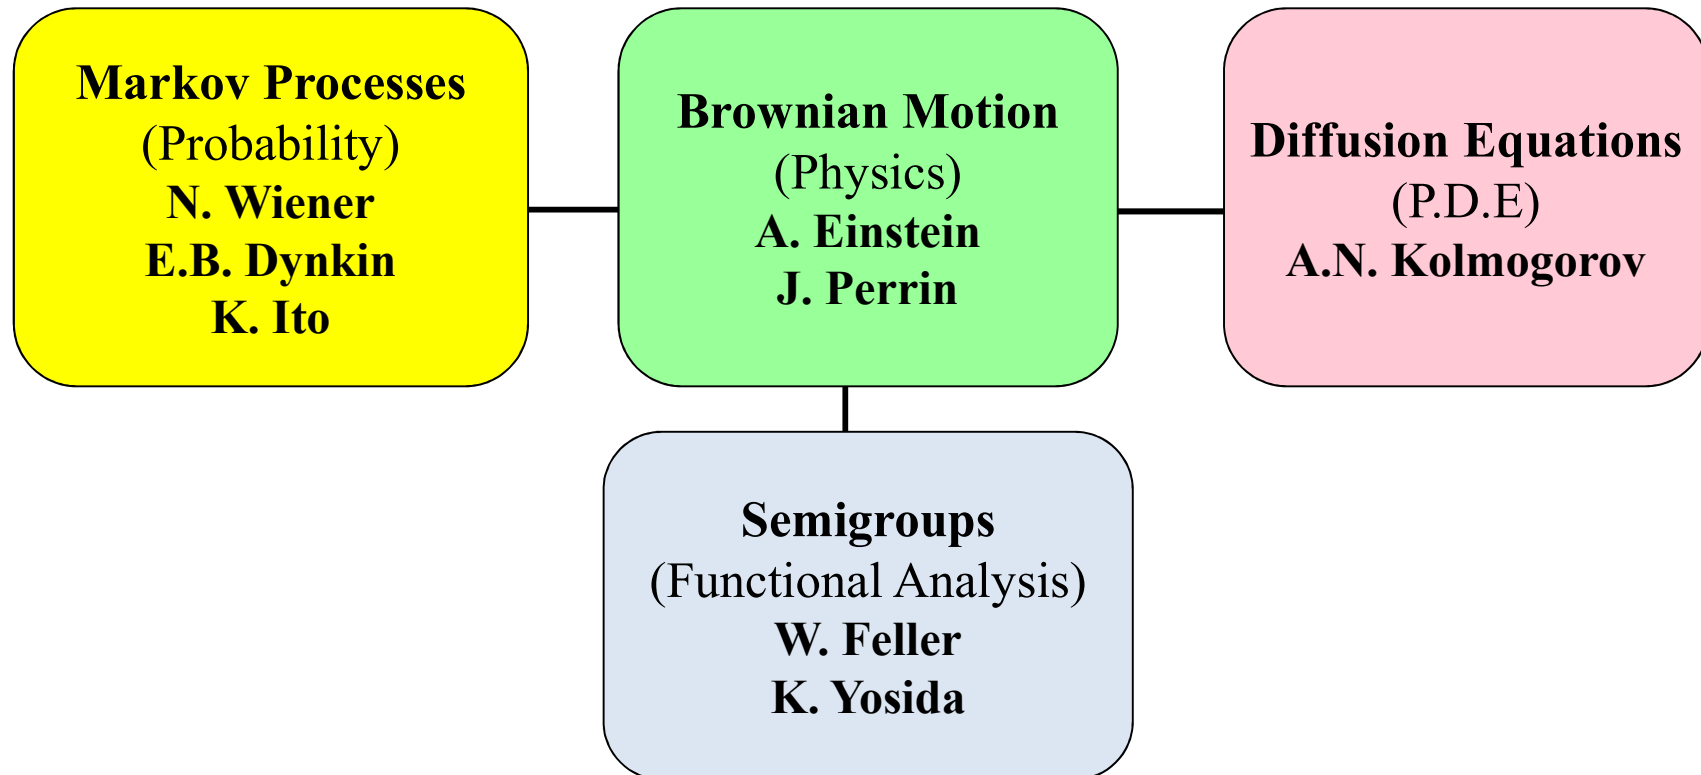 Markov Processes
(Probability)
N. Wiener
E.B. Dynkin
K. Ito
Brownian Motion
(Physics)
A. Einstein
J. Perrin
Diffusion Equations
(P.D.E)
A.N. Kolmogorov
Semigroups
(Functional Analysis)
W. Feller
K. Yosida